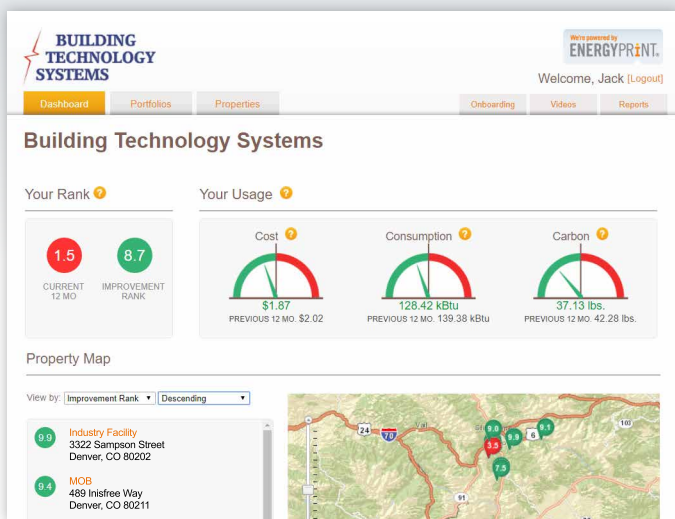 BUILDING
TECHNOLOGY
SYSTEMS
We're powered by
ENERGYPRiNT.
Welcome, Jack [Logout]
Dashboard Portfolios Properties Onboarding Videos Reports
Building Technology Systems
Your Rank ? Your Usage ?
Cost ? Consumption ? Carbon ?
1.5 8.7
CURRENT
12 MO
IMPROVEMENT
RANK
$1.87 128.42 kBtu 37.13 lbs.
PREVIOUS 12 MO. $2.02 PREVIOUS 12 MO. 139.38 kBtu PREVIOUS 12 MO. 42.28 lbs.
Property Map
View by: Improvement Rank Descending
9.9 Industry Facility
3322 Sampson Street
Denver, CO 80202
9.4 MOB
489 Inisfree Way
Denver, CO 80211
24 70 Vail 9.0 9.1 103
3.5 9.9 6
7.5
91